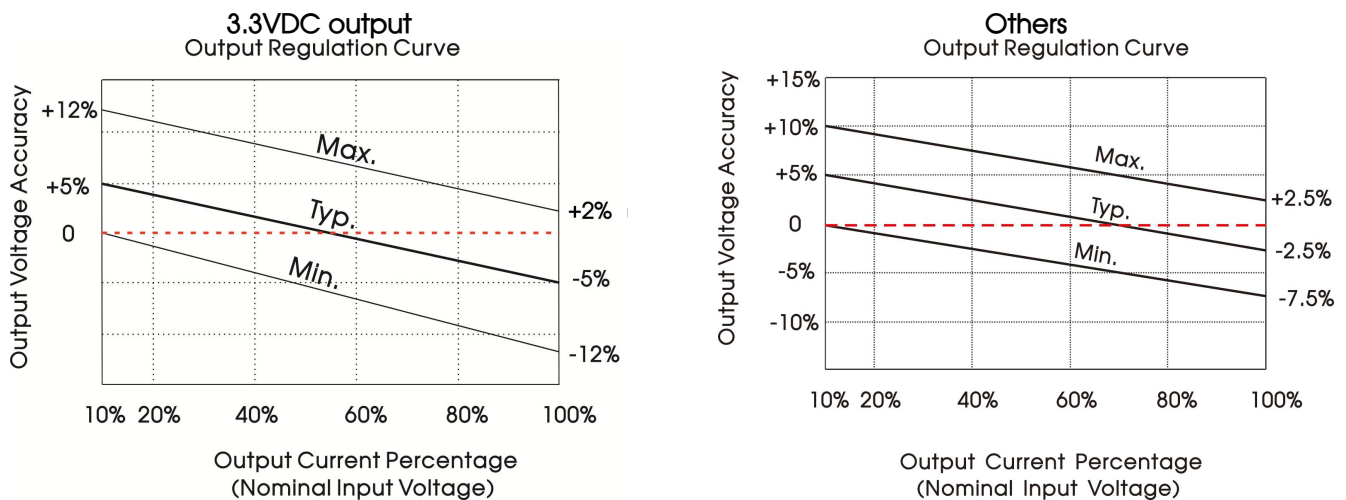 3.3VDC output
Output Regulation Curve
Output Voltage Accuracy
+12%
+5%
0
Max.
Typ.
Min.
+2%
-5%
-12%
10% 20% 40% 60% 80% 100%
Output Current Percentage
(Nominal Input Voltage)
Others
Output Regulation Curve
Output Voltage Accuracy
+15%
+10%
+5%
0
-5%
-10%
Max.
Typ.
Min.
+2.5%
-2.5%
-7.5%
10% 20% 40% 60% 80% 100%
Output Current Percentage
(Nominal Input Voltage)